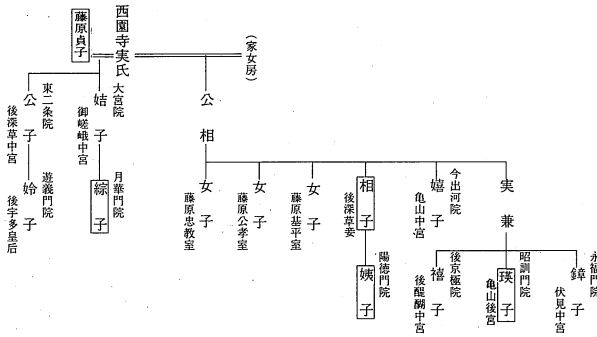 (家女房)
西園寺実氏
藤原貞子
公相
大宮院
姞子
御嵯峨中宮
東二条院
公子
後深草中宮
実兼
今出河院
嬉子
亀山中宮
相子
後深草妾
女子
藤原基平室
女子
藤原公孝室
女子
藤原忠教室
月華門院
綜子
遊義門院
姈子
後宇多皇后
永福門院
鏱子
伏見中宮
昭訓門院
瑛子
亀山後宮
後京極院
禧子
後醍醐中宮
陽徳門院
姨子